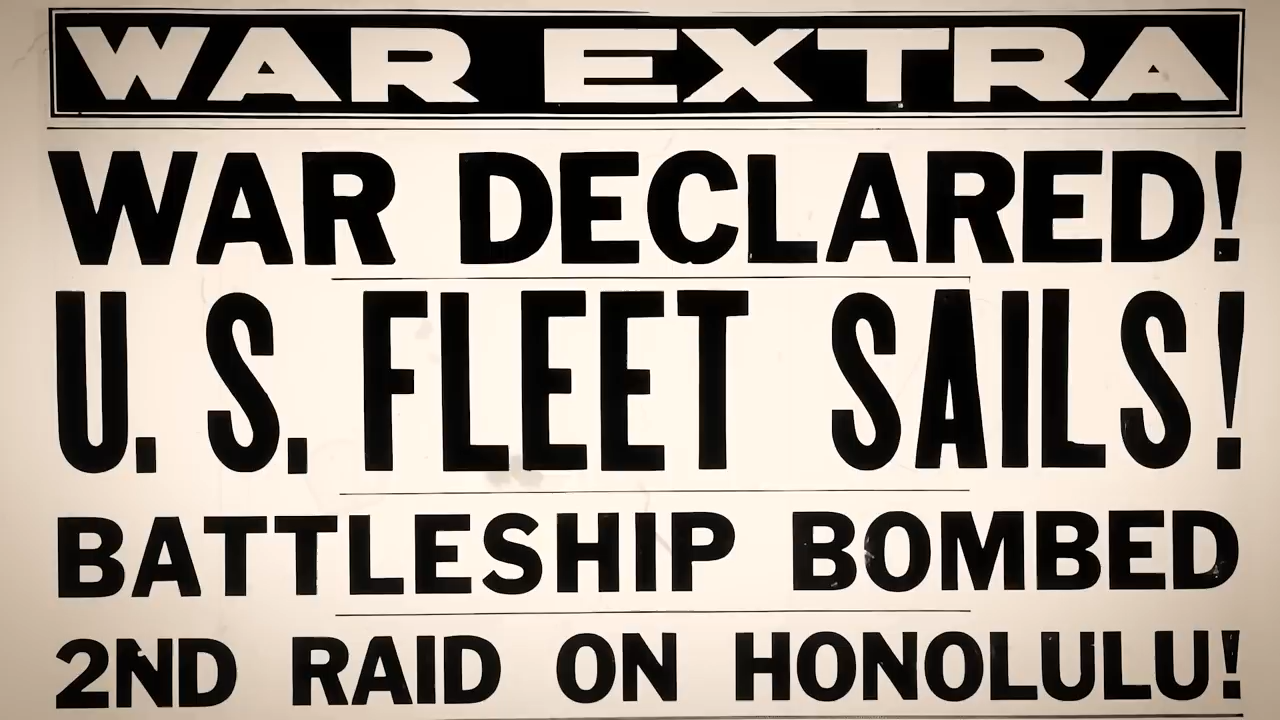 WAR EXTRA
WAR DECLARED!
U. S. FLEET SAILS!
BATTLESHIP BOMBED
2ND RAID ON HONOLULU!